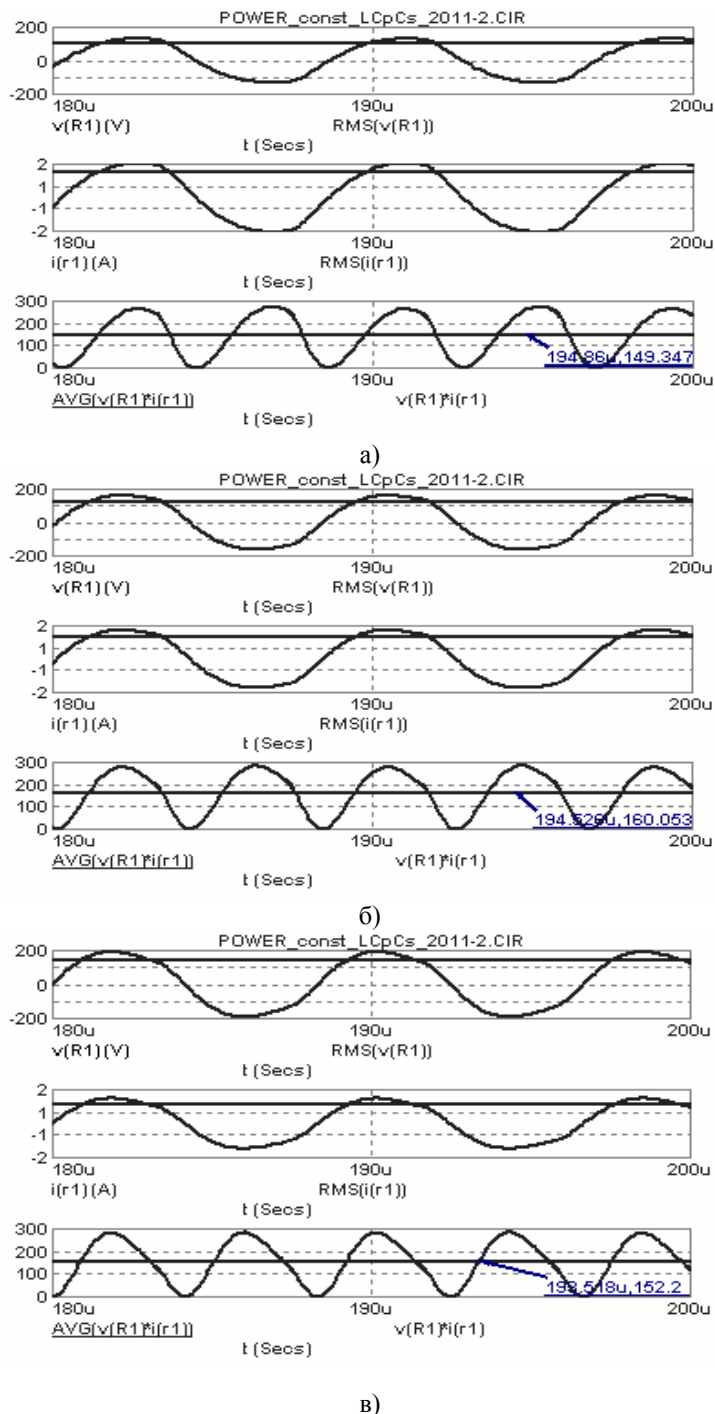 POWER_const_LCpCs_2011-2.CIR
200
0
-200
180u 190u 200u
v(R1)(V) RMS(v(R1))
t (Secs)
2
1
-1
-2
180u 190u 200u
i(r1)(A) RMS(i(r1))
t (Secs)
300
200
100
0
194.86u,149.347
180u 190u 200u
AVG(v(R1)*i(r1)) v(R1)*i(r1)
t (Secs)
а)
POWER_const_LCpCs_2011-2.CIR
200
0
-200
180u 190u 200u
v(R1)(V) RMS(v(R1))
t (Secs)
2
1
-1
-2
180u 190u 200u
i(r1)(A) RMS(i(r1))
t (Secs)
300
200
100
0
194.526u,160.053
180u 190u 200u
AVG(v(R1)*i(r1)) v(R1)*i(r1)
t (Secs)
б)
POWER_const_LCpCs_2011-2.CIR
200
0
-200
180u 190u 200u
v(R1)(V) RMS(v(R1))
t (Secs)
2
1
-1
-2
180u 190u 200u
i(r1)(A) RMS(i(r1))
t (Secs)
300
200
100
0
193.518u,152.2
180u 190u 200u
AVG(v(R1)*i(r1)) v(R1)*i(r1)
t (Secs)
в)